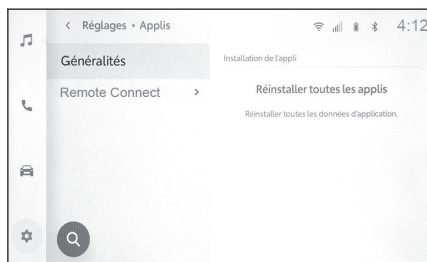 < Réglages • Applis
4:12
Généralités
Remote Connect >
Installation de l'appli
Réinstaller toutes les applis
Réinstaller toutes les données d'application.